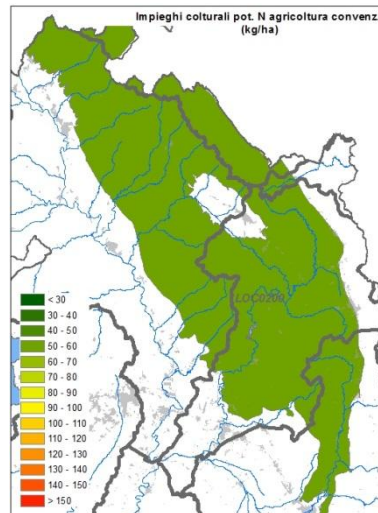 Impieghi colturali pot. N agricoltura convenz
(kg/ha)
LOC0200
< 30
30 - 40
40 - 50
50 - 60
60 - 70
70 - 80
80 - 90
90 - 100
100 - 110
110 - 120
120 - 130
130 - 140
140 - 150
> 150